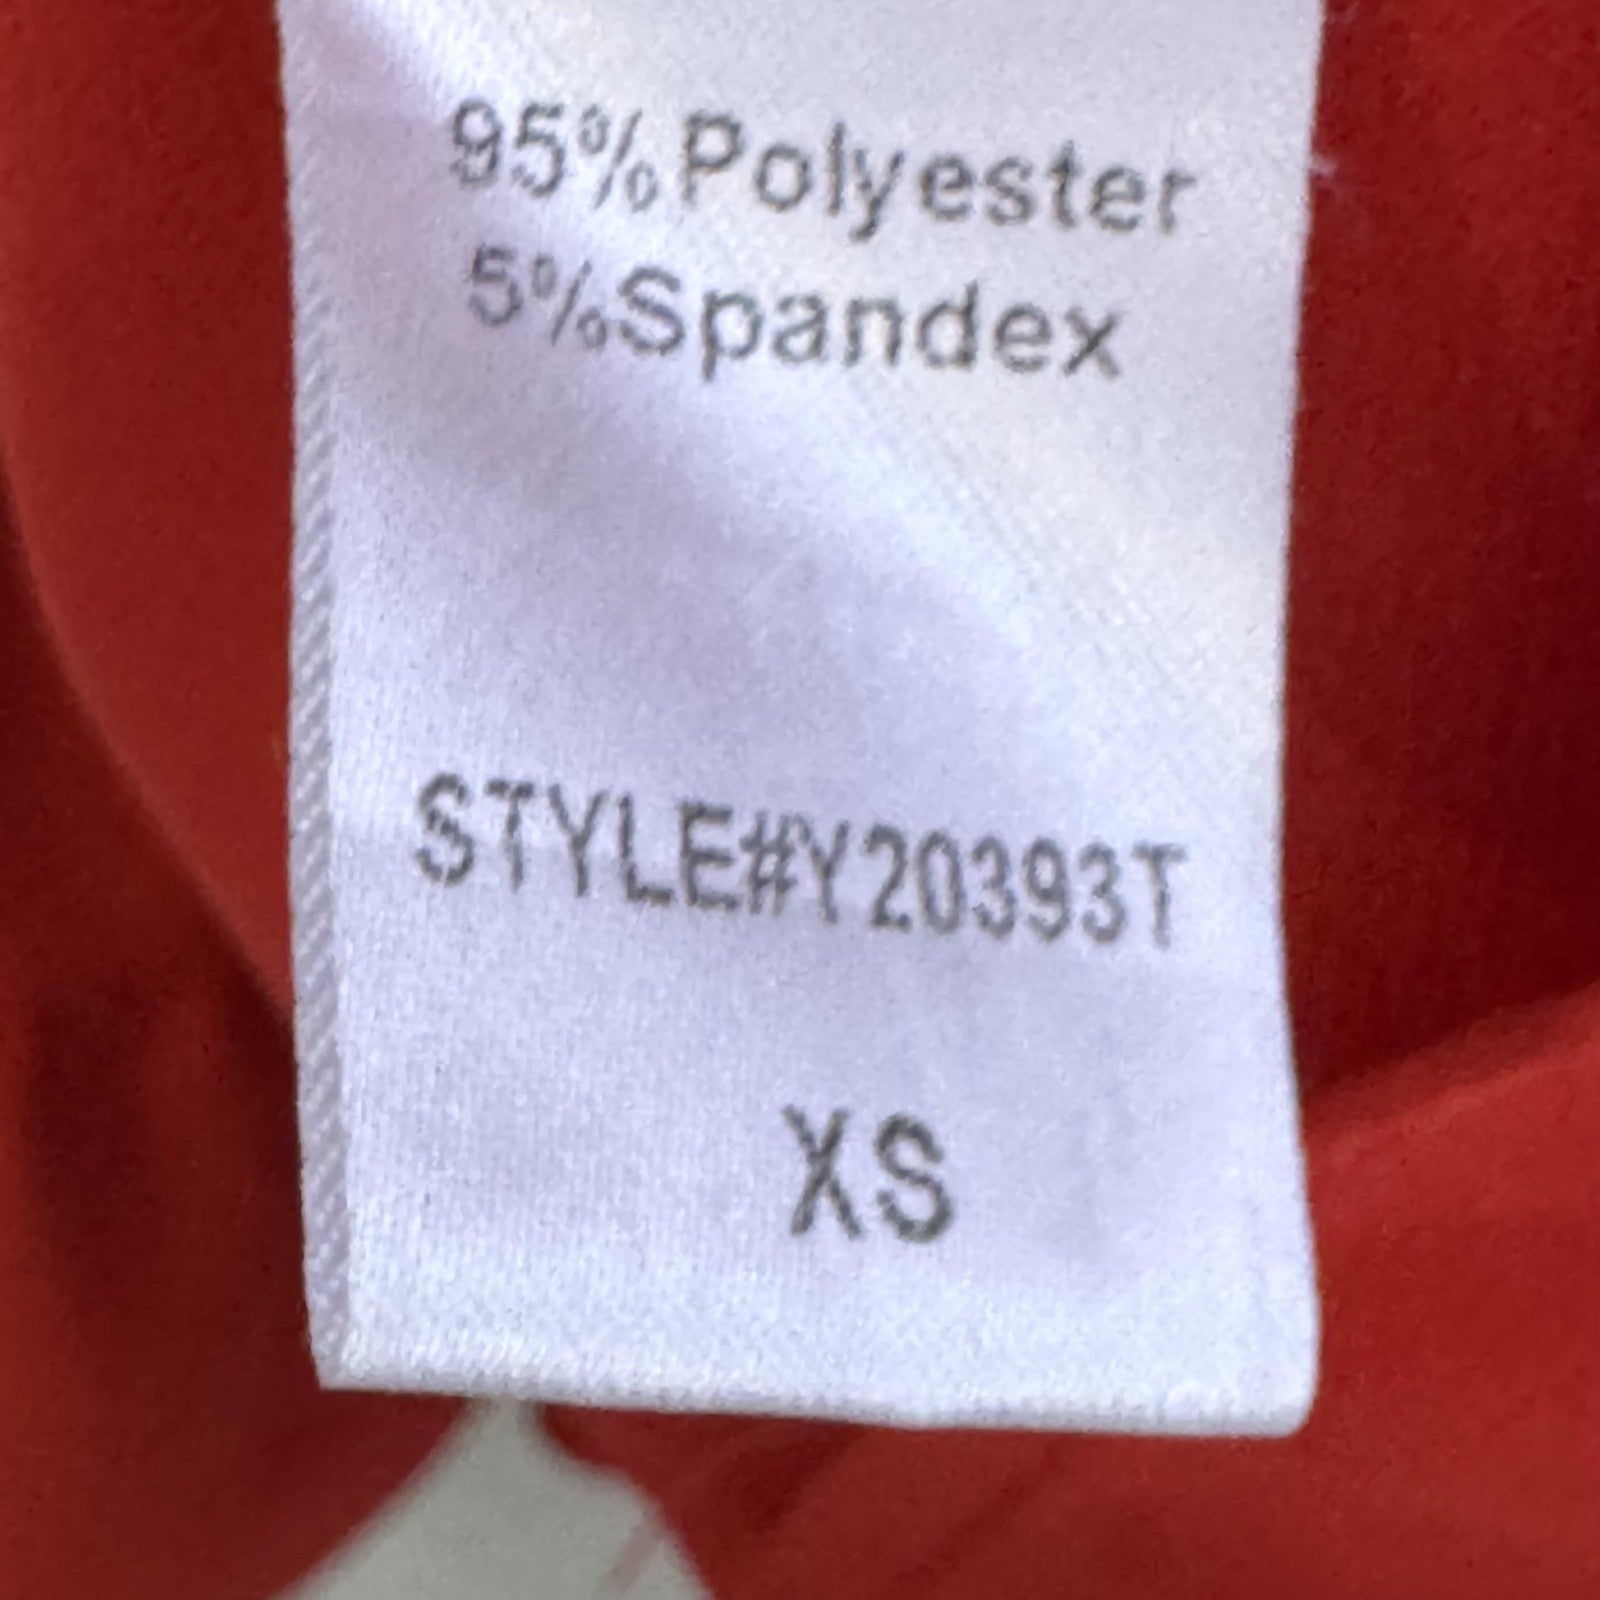 95%Polyester
5%Spandex
STYLE#Y20393T
XS